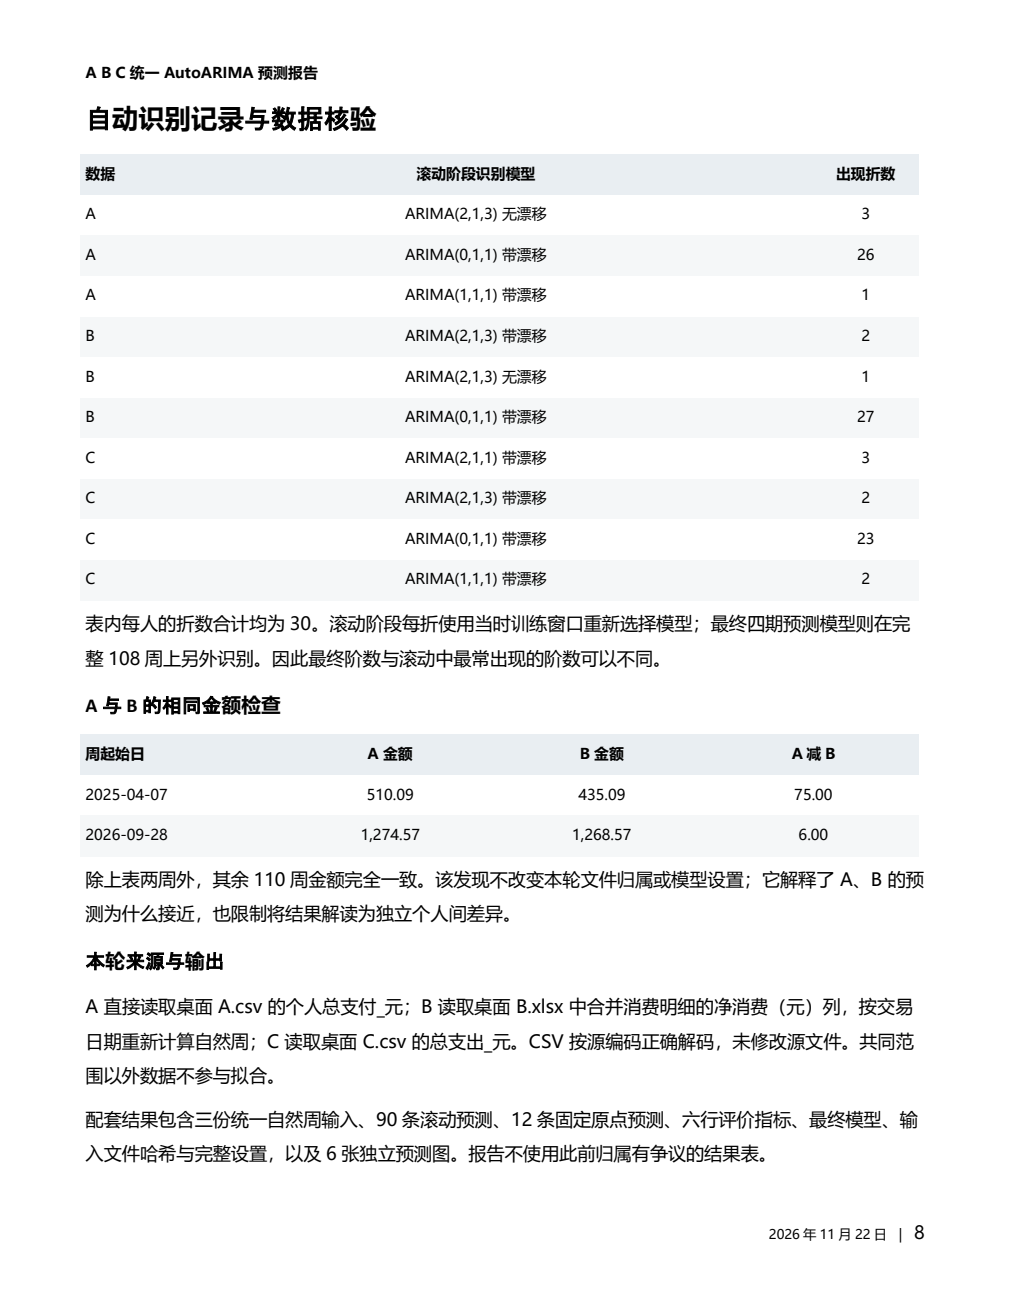 A B C 统一 AutoARIMA 预测报告
自动识别记录与数据核验
数据 滚动阶段识别模型 出现折数
A ARIMA(2,1,3) 无漂移 3
A ARIMA(0,1,1) 带漂移 26
A ARIMA(1,1,1) 带漂移 1
B ARIMA(2,1,3) 带漂移 2
B ARIMA(2,1,3) 无漂移 1
B ARIMA(0,1,1) 带漂移 27
C ARIMA(2,1,1) 带漂移 3
C ARIMA(2,1,3) 带漂移 2
C ARIMA(0,1,1) 带漂移 23
C ARIMA(1,1,1) 带漂移 2
表内每人的折数合计均为 30。滚动阶段每折使用当时训练窗口重新选择模型；最终四期预测模型则在完
整 108 周上另外识别。因此最终阶数与滚动中最常出现的阶数可以不同。
A 与 B 的相同金额检查
周起始日 A 金额 B 金额 A 减 B
2025-04-07 510.09 435.09 75.00
2026-09-28 1,274.57 1,268.57 6.00
除上表两周外，其余 110 周金额完全一致。该发现不改变本轮文件归属或模型设置；它解释了 A、B 的预
测为什么接近，也限制将结果解读为独立个人间差异。
本轮来源与输出
A 直接读取桌面 A.csv 的个人总支付_元；B 读取桌面 B.xlsx 中合并消费明细的净消费（元）列，按交易
日期重新计算自然周；C 读取桌面 C.csv 的总支出_元。CSV 按源编码正确解码，未修改源文件。共同范
围以外数据不参与拟合。
配套结果包含三份统一自然周输入、90 条滚动预测、12 条固定原点预测、六行评价指标、最终模型、输
入文件哈希与完整设置，以及 6 张独立预测图。报告不使用此前归属有争议的结果表。
2026 年 11 月 22 日 | 8